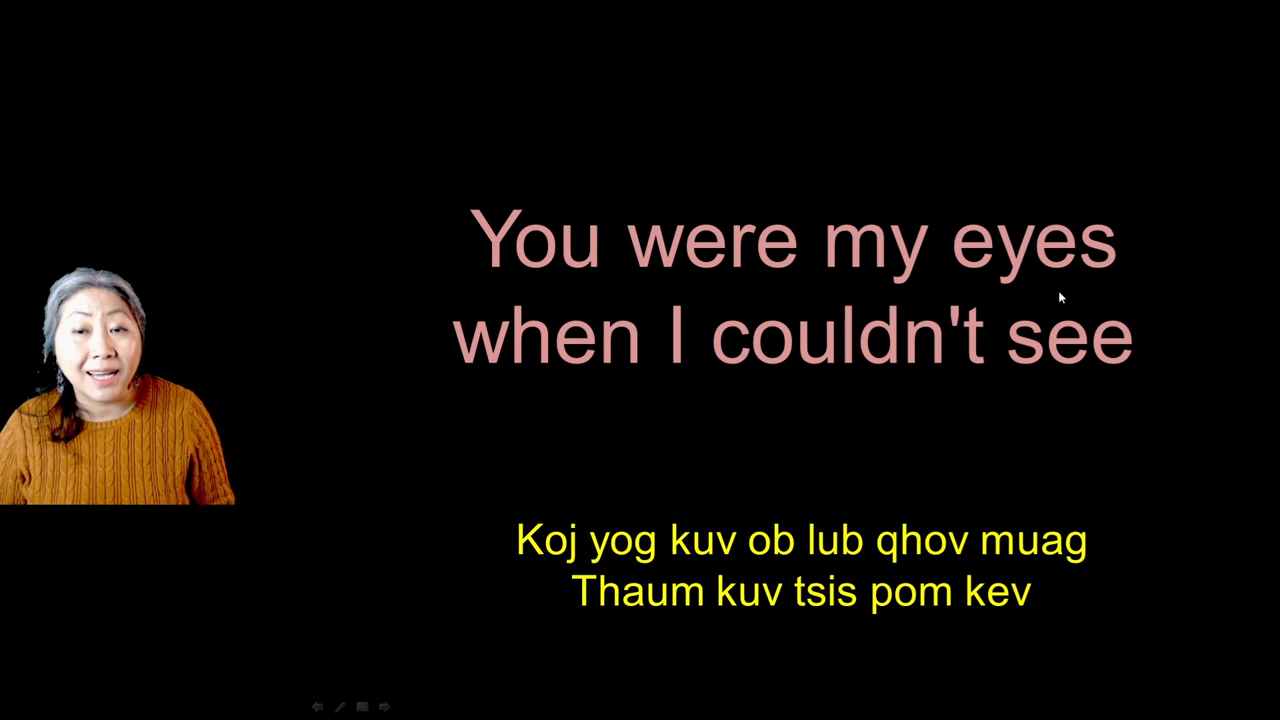 You were my eyes
when I couldn't see
Koj yog kuv ob lub qhov muag
Thaum kuv tsis pom kev